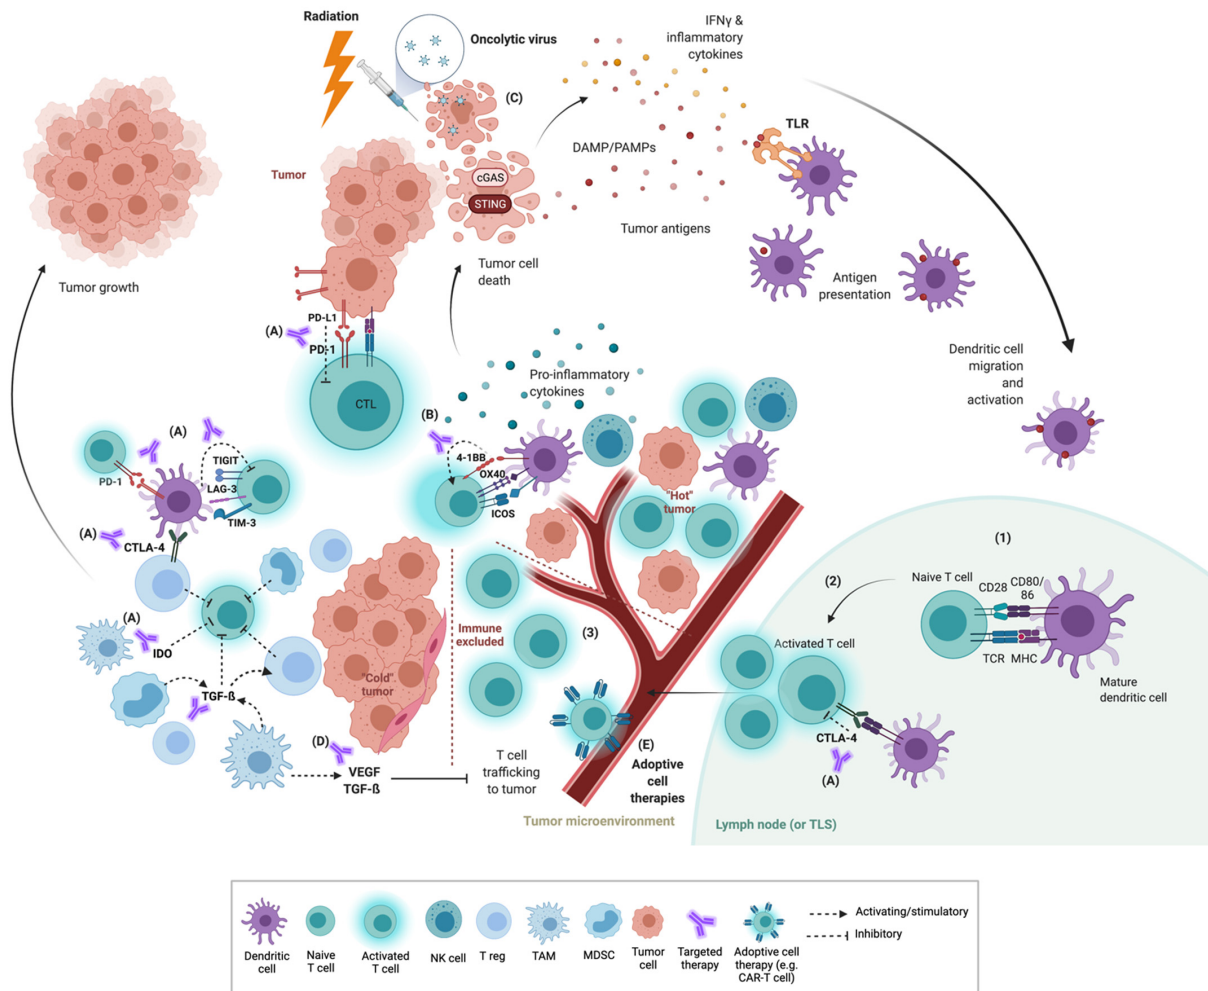 Radiation
Oncolytic virus
IFNγ &
inflammatory
cytokines
(C)
TLR
DAMP/PAMPs
Tumor
cGAS
STING
Tumor antigens
Tumor cell
death
Antigen
presentation
Tumor growth
PD-L1
(A)
PD-1
CTL
Pro-inflammatory
cytokines
Dendritic cell
migration
and
activation
(B)
4-1BB
OX40
ICOS
(A)
TIGIT
PD-1
LAG-3
TIM-3
"Hot"
tumor
(A)
CTLA-4
(1)
(2)
Naive T cell
CD28
CD80/
86
TCR
MHC
Mature
dendritic cell
Activated T cell
CTLA-4
(A)
(A)
IDO
Immune
excluded
(3)
"Cold"
tumor
TGF-ß
(D)
VEGF
TGF-ß
T cell
trafficking
to tumor
(E)
Adoptive
cell
therapies
Tumor microenvironment
Lymph node (or TLS)
Dendritic
cell
Naive
T cell
Activated
T cell
NK cell
T reg
TAM
MDSC
Tumor
cell
Targeted
therapy
Adoptive cell
therapy (e.g.
CAR-T cell)
Activating/stimulatory
Inhibitory